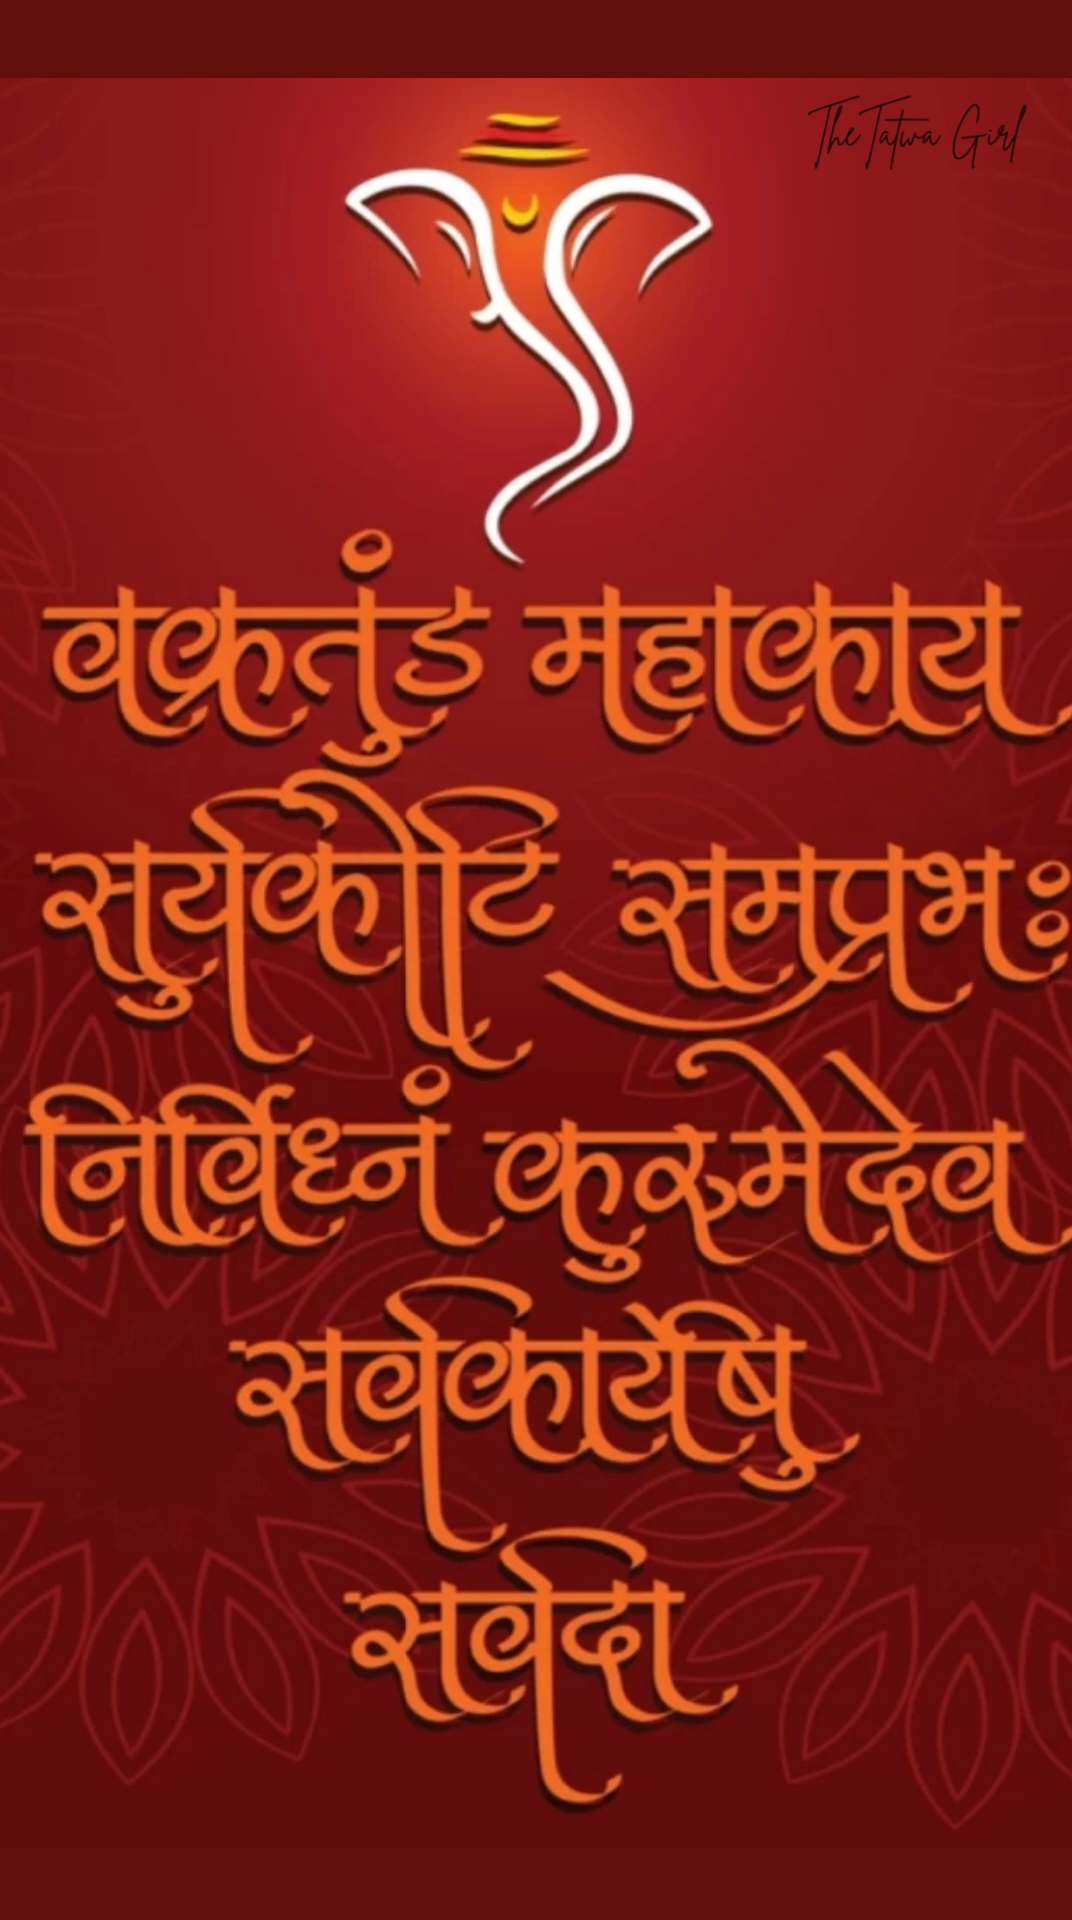 The Tatwa Girl
वक्रतुंड महाकाय
सुर्यकोटि समप्रभः
निर्विध्नं कुरुमेदेव
सर्वकार्येषु
सर्वदा